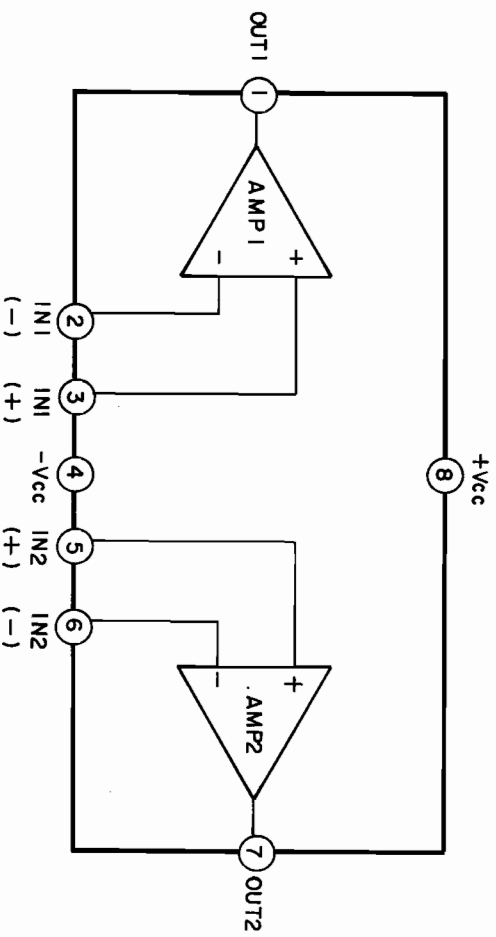 +Vcc
8
OUT1
1
AMP1
-
+
+
-
.AMP2
7
OUT2
2
3
4
5
6
IN1
IN1
-Vcc
IN2
IN2
(-)
(+)
(+)
(-)